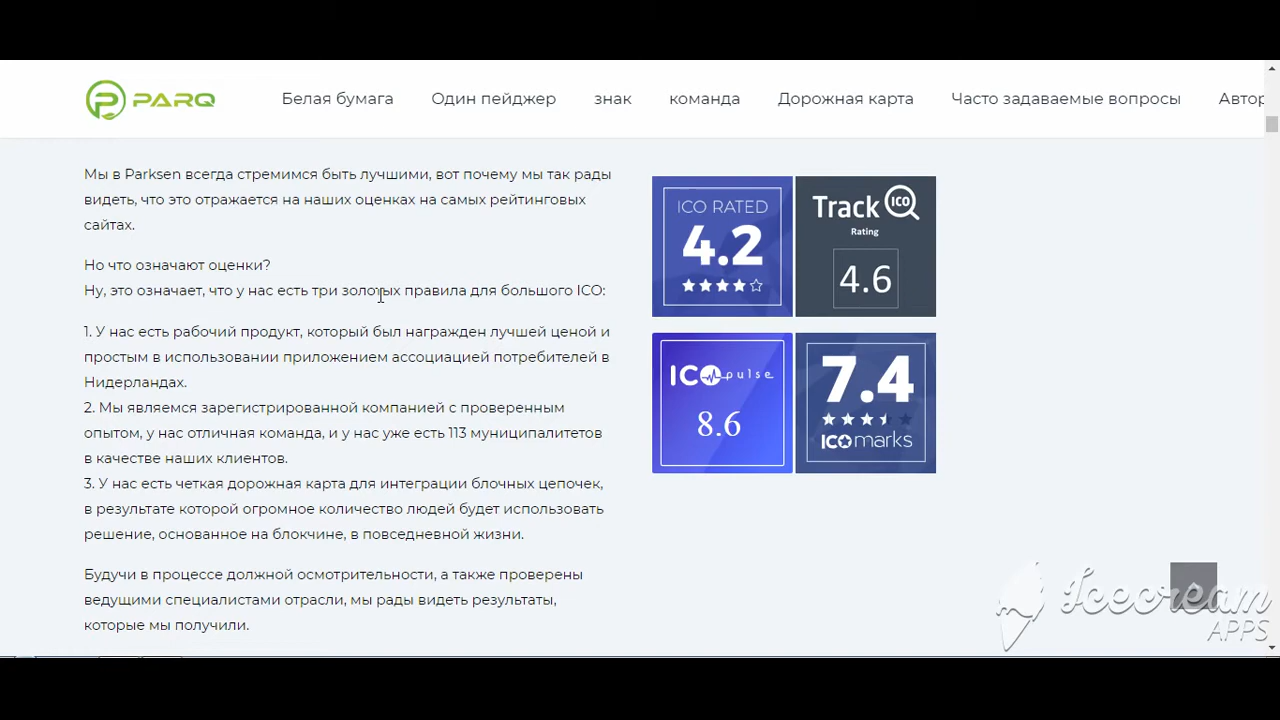 PARQ
Белая бумага
Один пейджер
знак
команда
Дорожная карта
Часто задаваемые вопросы
Автор
Мы в Parksen всегда стремимся быть лучшими, вот почему мы так рады
видеть, что это отражается на наших оценках на самых рейтинговых
сайтах.
Но что означают оценки?
Ну, это означает, что у нас есть три золотых правила для большого ICO:
1. У нас есть рабочий продукт, который был награжден лучшей ценой и
простым в использовании приложением ассоциацией потребителей в
Нидерландах.
2. Мы являемся зарегистрированной компанией с проверенным
опытом, у нас отличная команда, и у нас уже есть 113 муниципалитетов
в качестве наших клиентов.
3. У нас есть четкая дорожная карта для интеграции блочных цепочек,
в результате которой огромное количество людей будет использовать
решение, основанное на блокчине, в повседневной жизни.
Будучи в процессе должной осмотрительности, а также проверены
ведущими специалистами отрасли, мы рады видеть результаты,
которые мы получили.
ICO RATED
4.2
Track ICO
Rating
4.6
ICO pulse
8.6
7.4
ICOmarks
Icecream
APPS